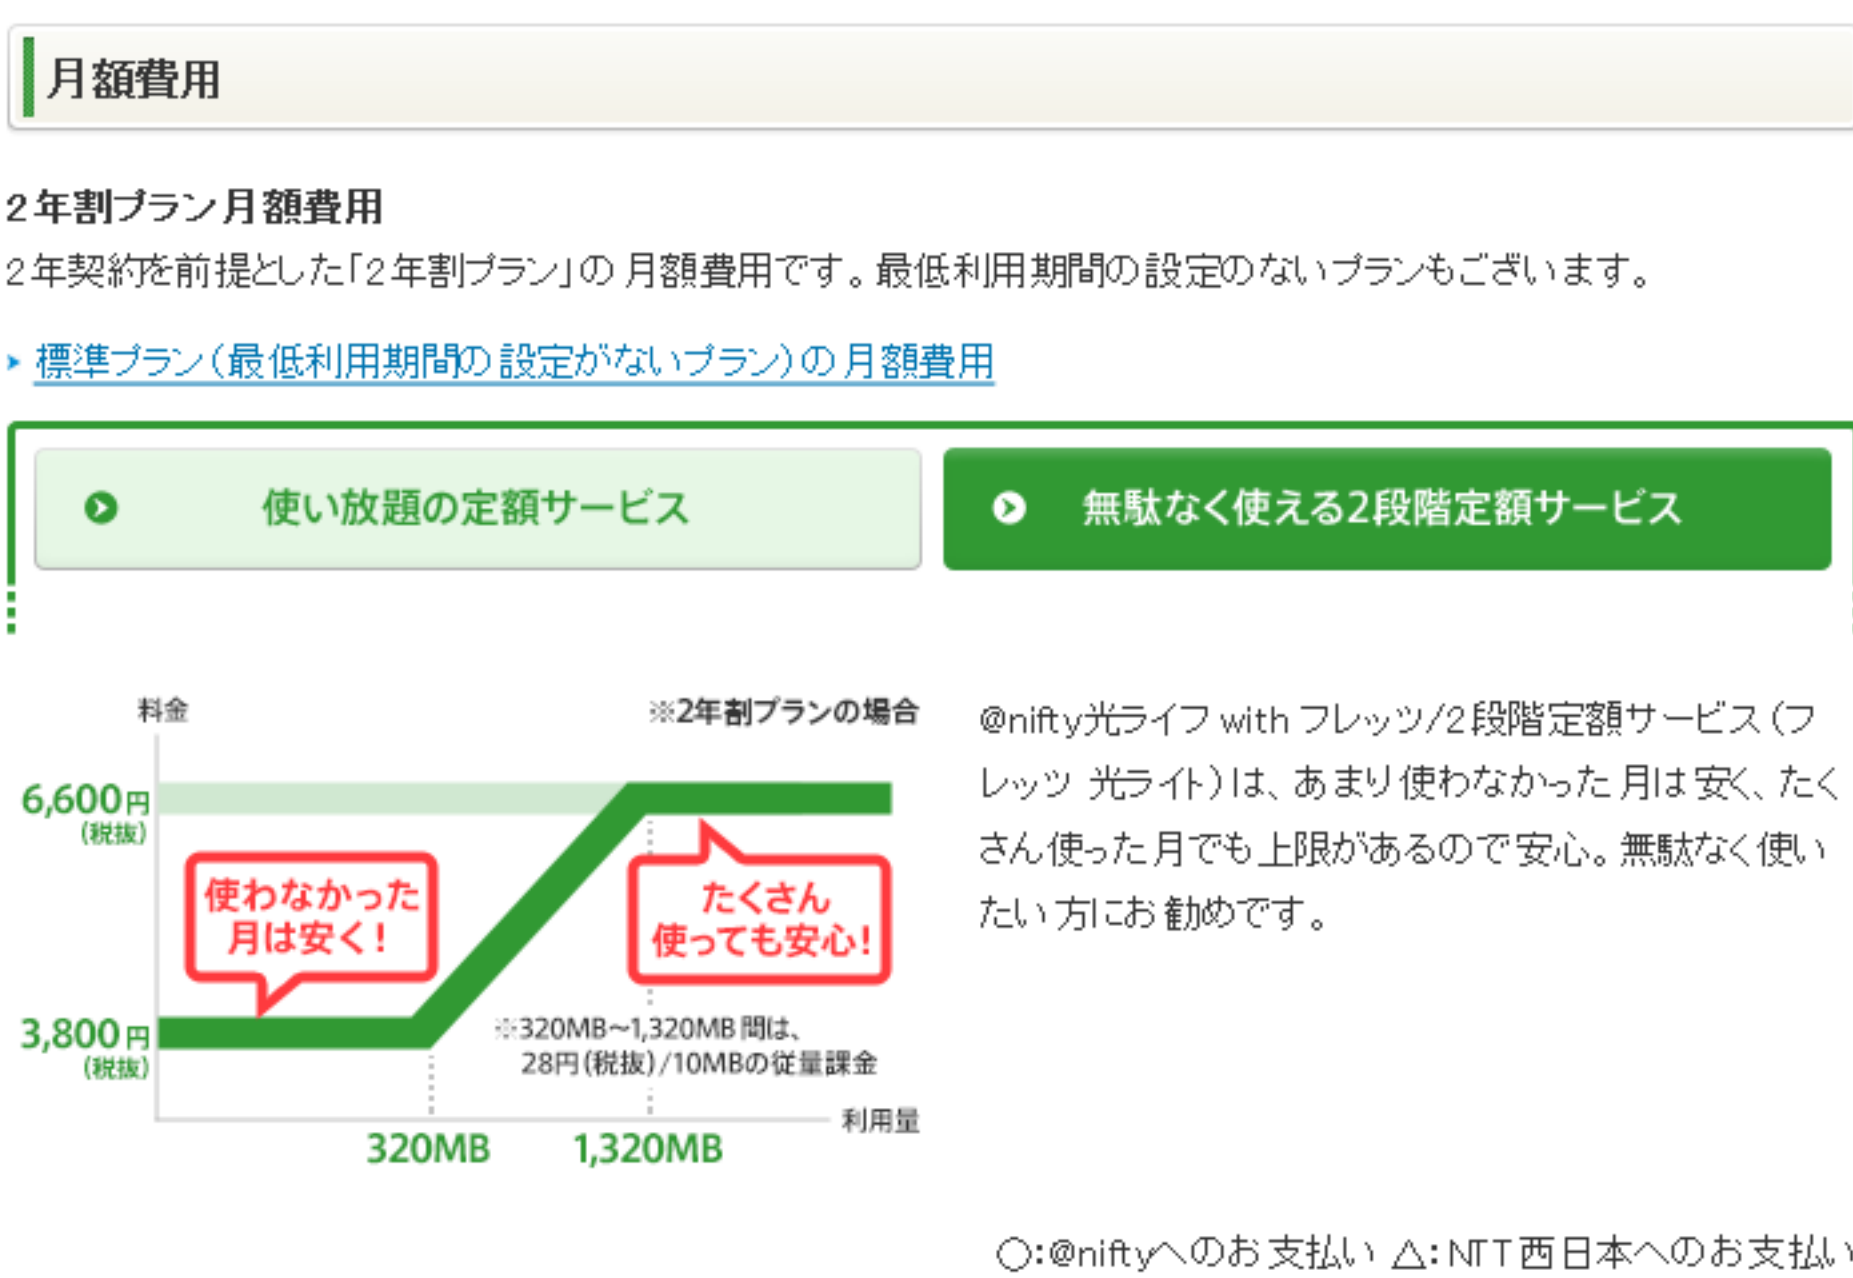 月額費用
2年割プラン月額費用
2年契約を前提とした「2年割プラン」の月額費用です。最低利用期間の設定のないプランもございます。
標準プラン（最低利用期間の設定がないプラン）の月額費用
使い放題の定額サービス
無駄なく使える2段階定額サービス
料金
※2年割プランの場合
6,600円
(税抜)
使わなかった
月は安く！
たくさん
使っても安心！
3,800円
(税抜)
※320MB～1,320MB間は、
28円(税抜)/10MBの従量課金
利用量
320MB
1,320MB
@nifty光ライフ with フレッツ/2段階定額サービス（フ
レッツ 光ライト）は、あまり使わなかった月は安く、たく
さん使った月でも上限があるので安心。無駄なく使い
たい方にお勧めです。
○：@niftyへのお支払い △：NTT西日本へのお支払い